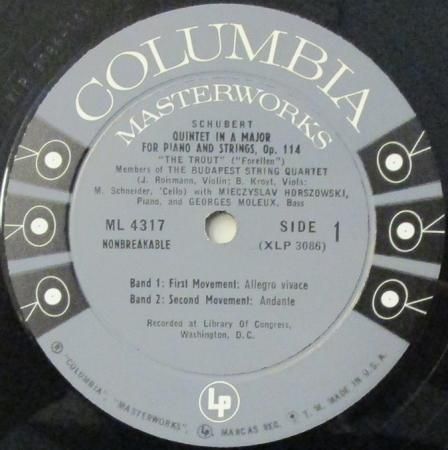 COLUMBIA
MASTERWORKS
SCHUBERT
QUINTET IN A MAJOR
FOR PIANO AND STRINGS, Op. 114
"THE TROUT" ("Forellen")
Members of THE BUDAPEST STRING QUARTET
(J. Roismann, Violin; B. Kroyt, Viola;
M. Schneider, 'Cello) with MIECZYSLAW HORSZOWSKI,
Piano, and GEORGES MOLEUX, Bass
ML 4317
NONBREAKABLE
SIDE 1
(XLP 3086)
Band 1: First Movement: Allegro vivace
Band 2: Second Movement: Andante
Recorded at Library Of Congress,
Washington, D.C.
LP
® "COLUMBIA", "MASTERWORKS", MARCAS REG. ® T. M. MADE IN U.S.A.